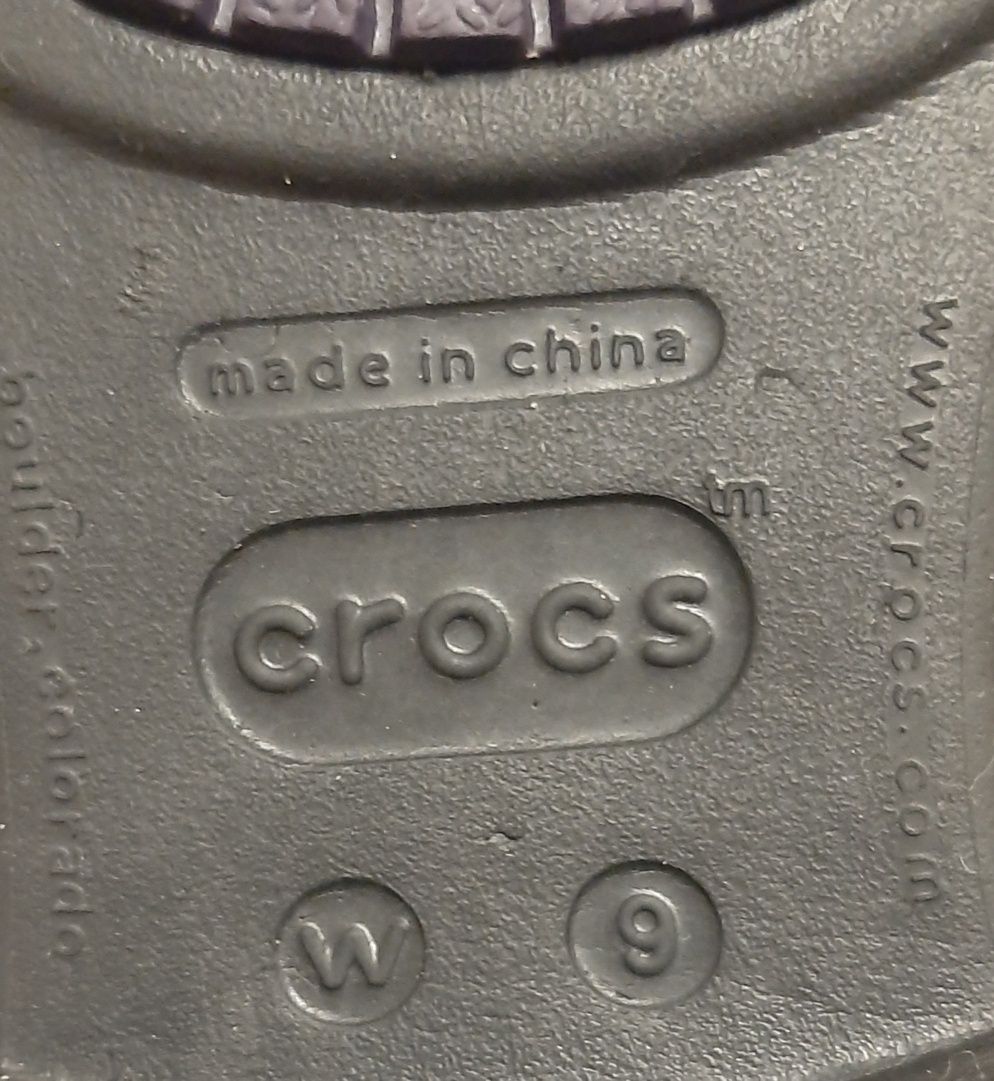 made in china
tm
crocs
W 9
boulder. colorado
www.crocs.com